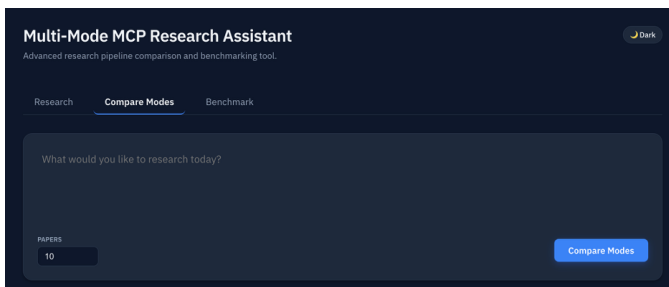 Multi-Mode MCP Research Assistant
🌙 Dark
Advanced research pipeline comparison and benchmarking tool.
Research Compare Modes Benchmark
What would you like to research today?
PAPERS
10
Compare Modes